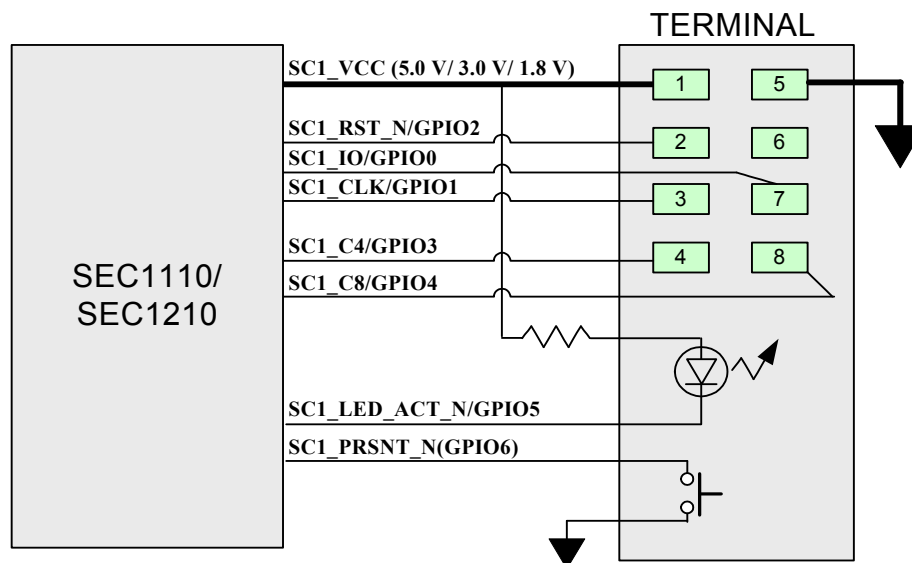 TERMINAL
SC1_VCC (5.0 V/ 3.0 V/ 1.8 V)
1
5
SC1_RST_N/GPIO2
2
6
SC1_IO/GPIO0
SC1_CLK/GPIO1
3
7
SC1_C4/GPIO3
4
8
SC1_C8/GPIO4
SEC1110/
SEC1210
SC1_LED_ACT_N/GPIO5
SC1_PRSNT_N(GPIO6)